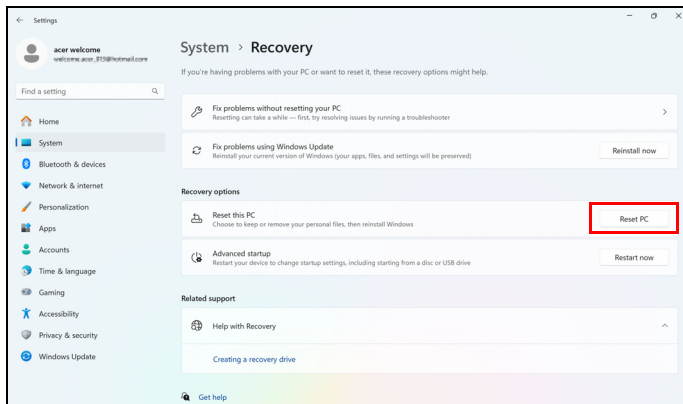 Settings
acer welcome
welcome.acer_815@hotmail.com
Find a setting
Home
System
Bluetooth & devices
Network & internet
Personalization
Apps
Accounts
Time & language
Gaming
Accessibility
Privacy & security
Windows Update
System > Recovery
If you're having problems with your PC or want to reset it, these recovery options might help.
Fix problems without resetting your PC
Resetting can take a while — first, try resolving issues by running a troubleshooter
Fix problems using Windows Update
Reinstall your current version of Windows (your apps, files, and settings will be preserved)
Reinstall now
Recovery options
Reset this PC
Choose to keep or remove your personal files, then reinstall Windows
Reset PC
Advanced startup
Restart your device to change startup settings, including starting from a disc or USB drive
Restart now
Related support
Help with Recovery
Creating a recovery drive
Get help